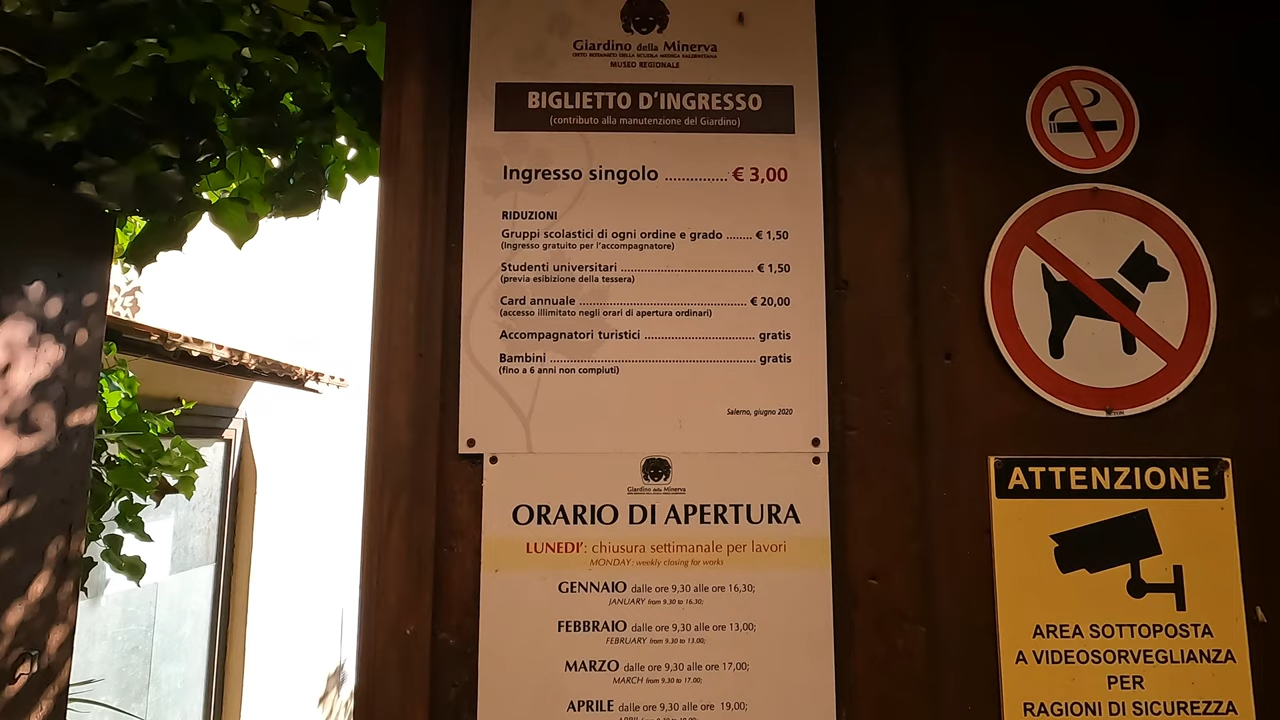 Giardino della Minerva
ORTO BOTANICO DELLA SCUOLA MEDICA SALERNITANA
MUSEO REGIONALE
BIGLIETTO D'INGRESSO
(contributo alla manutenzione del Giardino)
Ingresso singolo .............. € 3,00
RIDUZIONI
Gruppi scolastici di ogni ordine e grado ........ € 1,50
(Ingresso gratuito per l'accompagnatore)
Studenti universitari ........................................ € 1,50
(previa esibizione della tessera)
Card annuale .................................................. € 20,00
(accesso illimitato negli orari di apertura ordinari)
Accompagnatori turistici .................................. gratis
Bambini ............................................................. gratis
(fino a 6 anni non compiuti)
Salerno, giugno 2020
Giardino della Minerva
ORARIO DI APERTURA
LUNEDI': chiusura settimanale per lavori
MONDAY: weekly closing for works
GENNAIO dalle ore 9,30 alle ore 16,30;
JANUARY from 9.30 to 16.30;
FEBBRAIO dalle ore 9,30 alle ore 13,00;
FEBRUARY from 9.30 to 13.00;
MARZO dalle ore 9,30 alle ore 17,00;
MARCH from 9.30 to 17.00;
APRILE dalle ore 9,30 alle ore 19,00;
ATTENZIONE
AREA SOTTOPOSTA
A VIDEOSORVEGLIANZA
PER
RAGIONI DI SICUREZZA